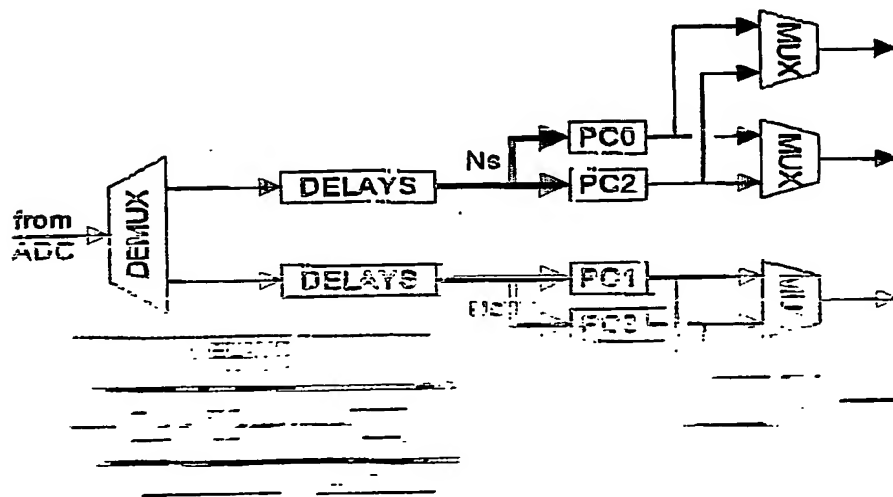 MUX
PC0
MUX
Ns
DELAYS
PC2
DEMUX
from
ADC
DELAYS
PC1